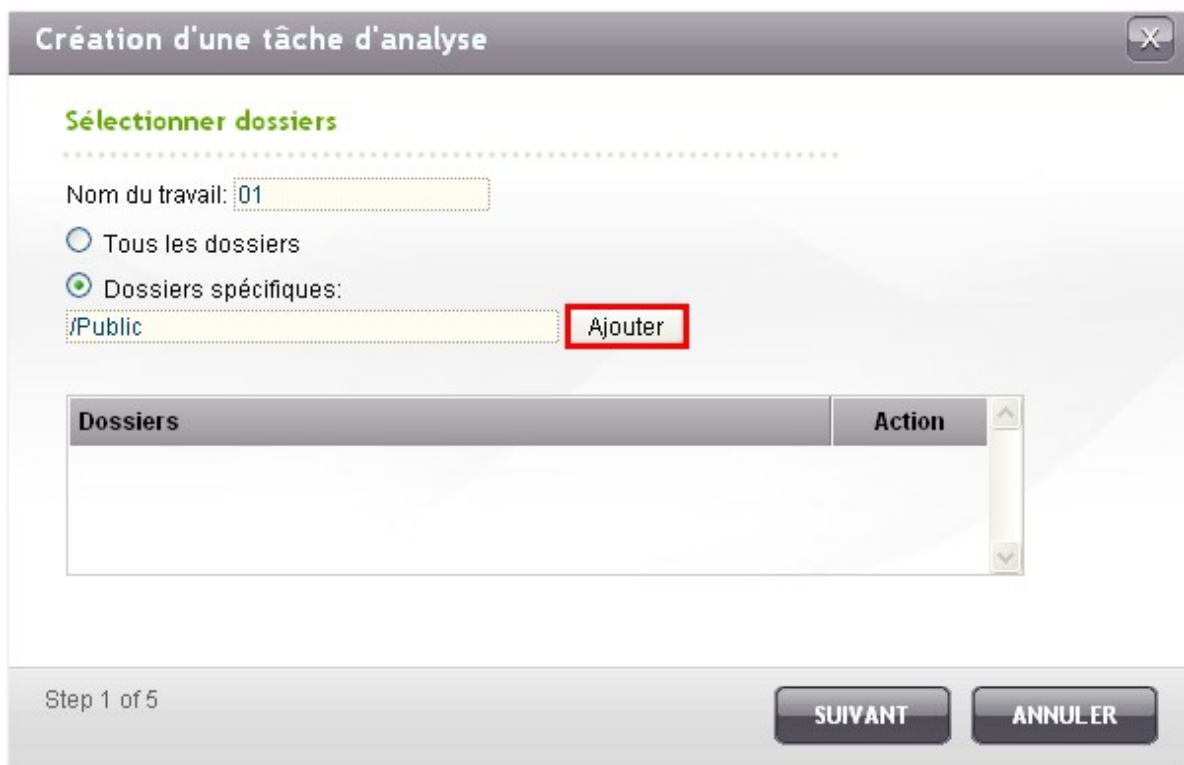 Création d'une tâche d'analyse X
Sélectionner dossiers
Nom du travail: 01
Tous les dossiers
Dossiers spécifiques:
/Public Ajouter
Dossiers Action
Step 1 of 5 SUIVANT ANNULER